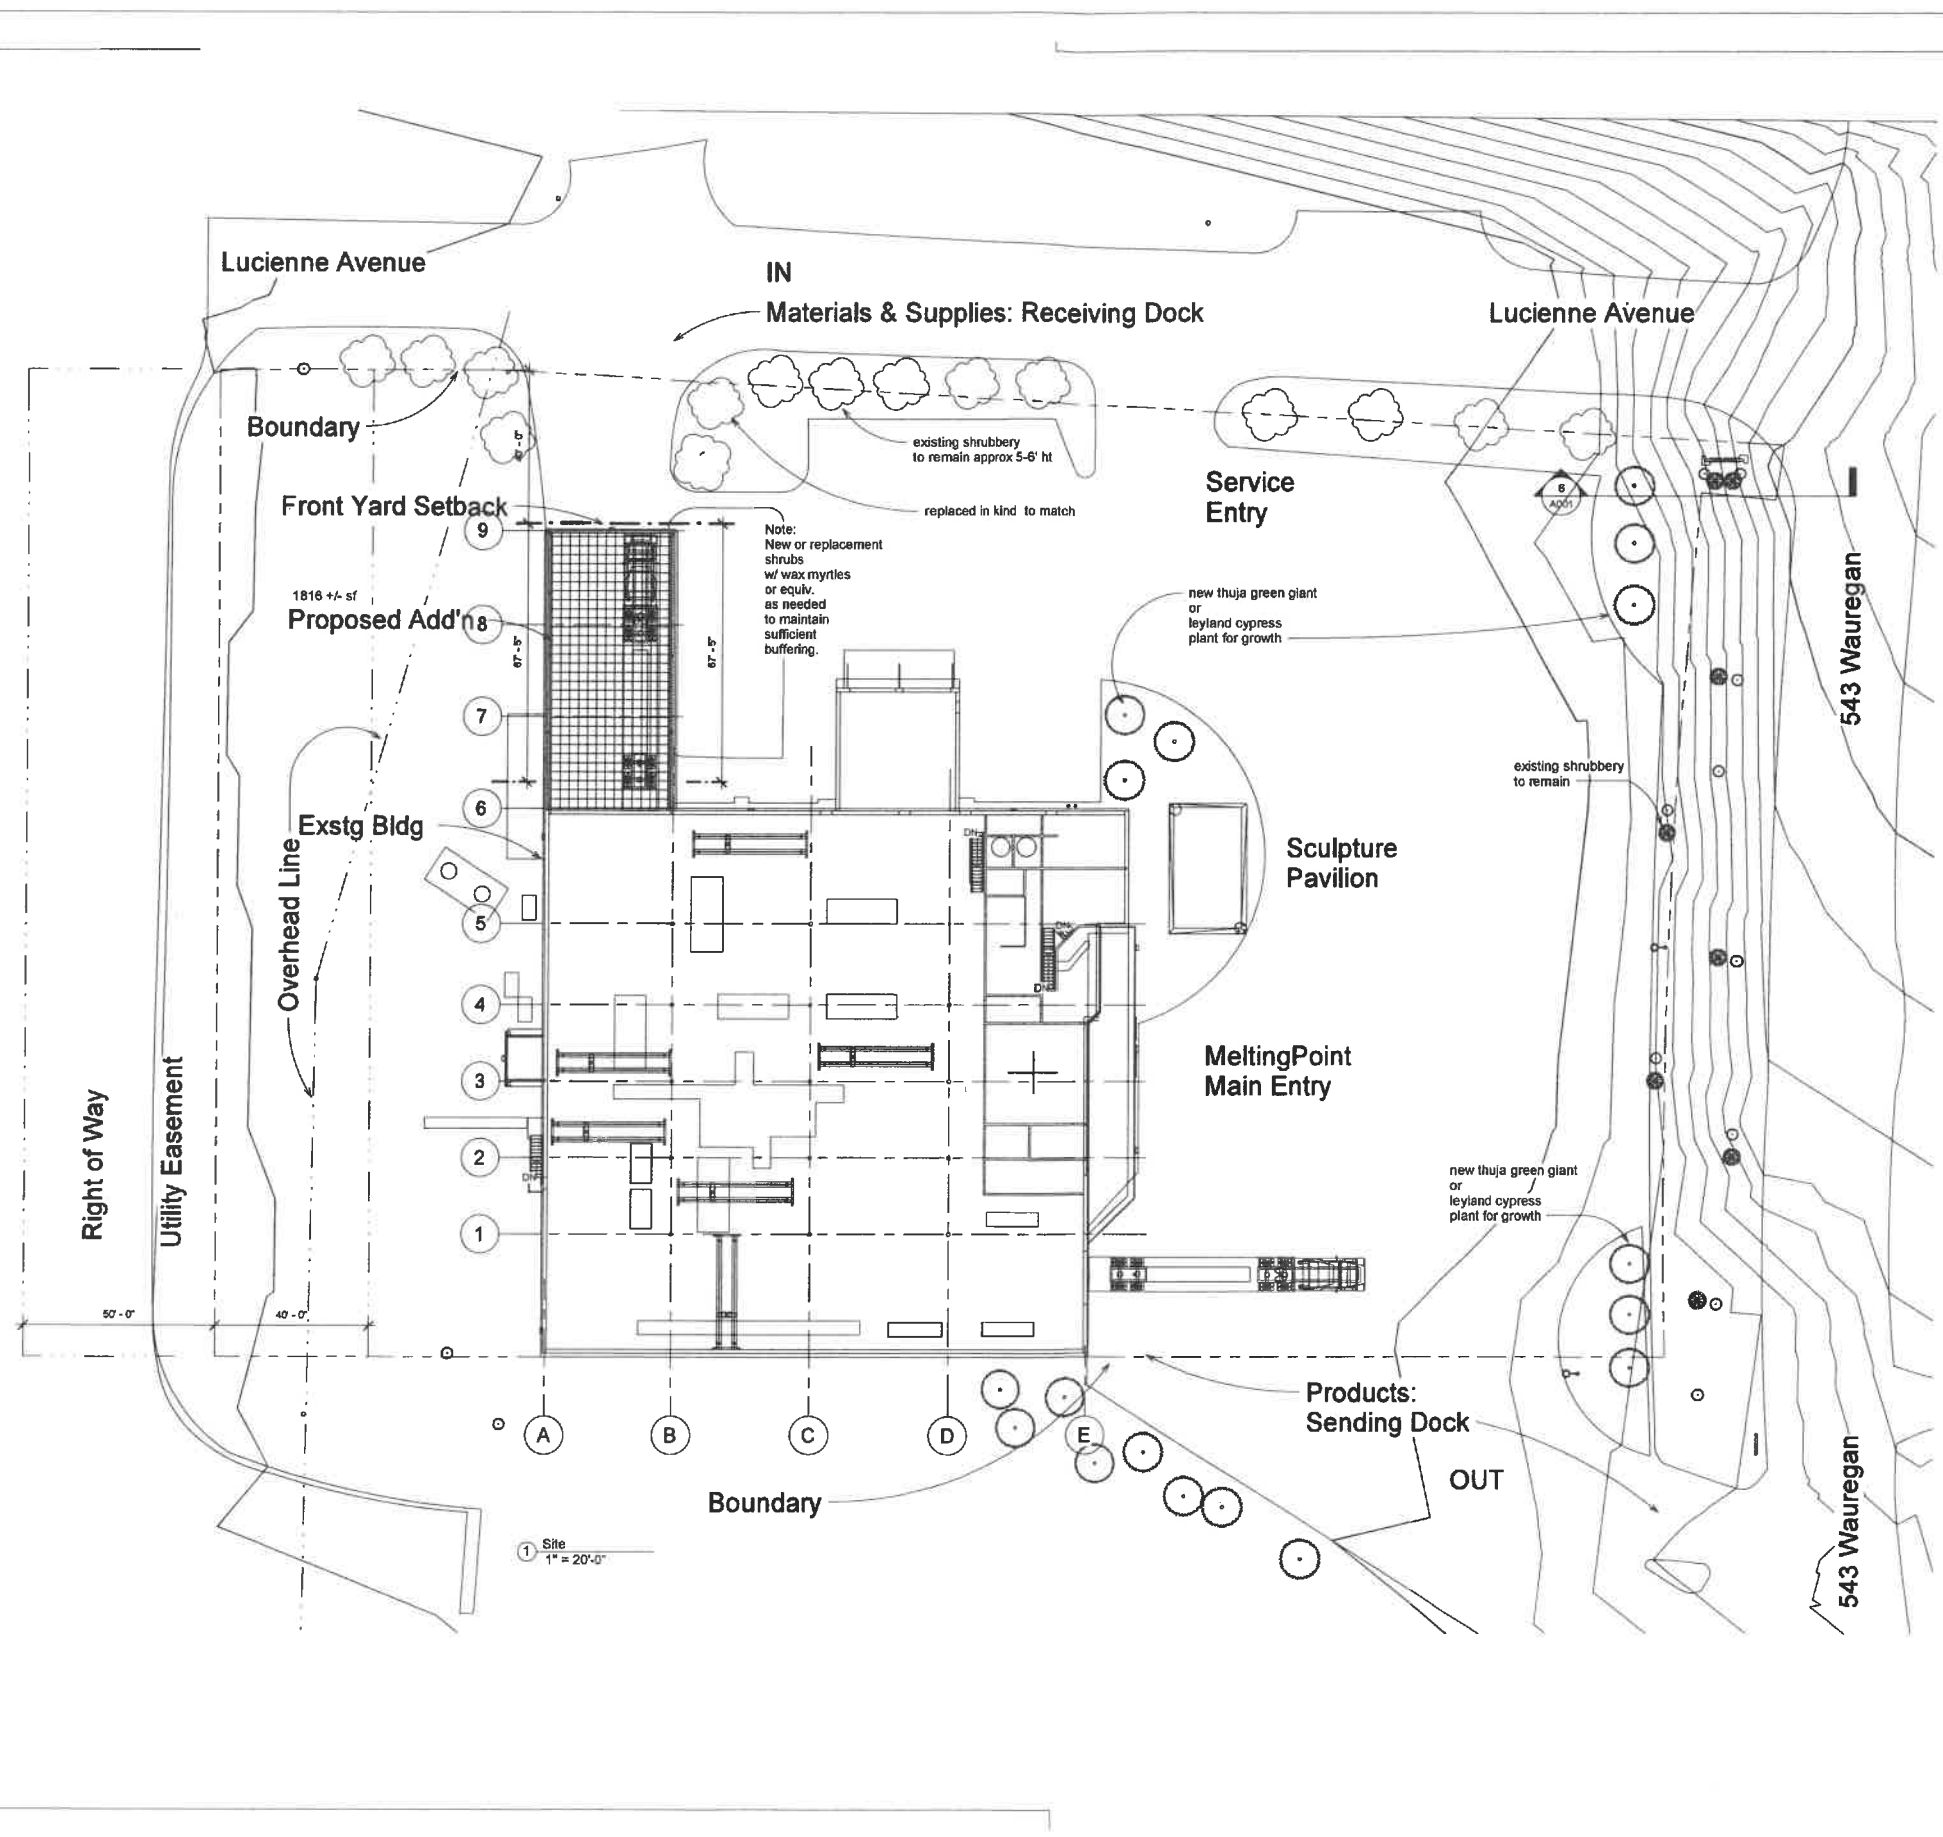 Lucienne Avenue
IN
Materials & Supplies: Receiving Dock
Lucienne Avenue
Boundary
existing shrubbery
to remain approx 5-6' ht
Service
Entry
6
A001
Front Yard Setback
replaced in kind to match
9
Note:
New or replacement
shrubs
w/ wax myrtles
or equiv.
as needed
to maintain
sufficient
buffering.
1816 +/- sf
Proposed Add'n
8
67'-5"
67'-5"
new thuja green giant
or
leyland cypress
plant for growth
543 Wauregan
7
existing shrubbery
to remain
6
Exstg Bldg
DN
Sculpture
Pavilion
Overhead Line
5
DN
4
DN
3
MeltingPoint
Main Entry
Right of Way
Utility Easement
2
DN
new thuja green giant
or
leyland cypress
plant for growth
1
50'-0"
40'-0"
Products:
Sending Dock
A
B
C
D
E
OUT
Boundary
543 Wauregan
1
Site
1" = 20'-0"